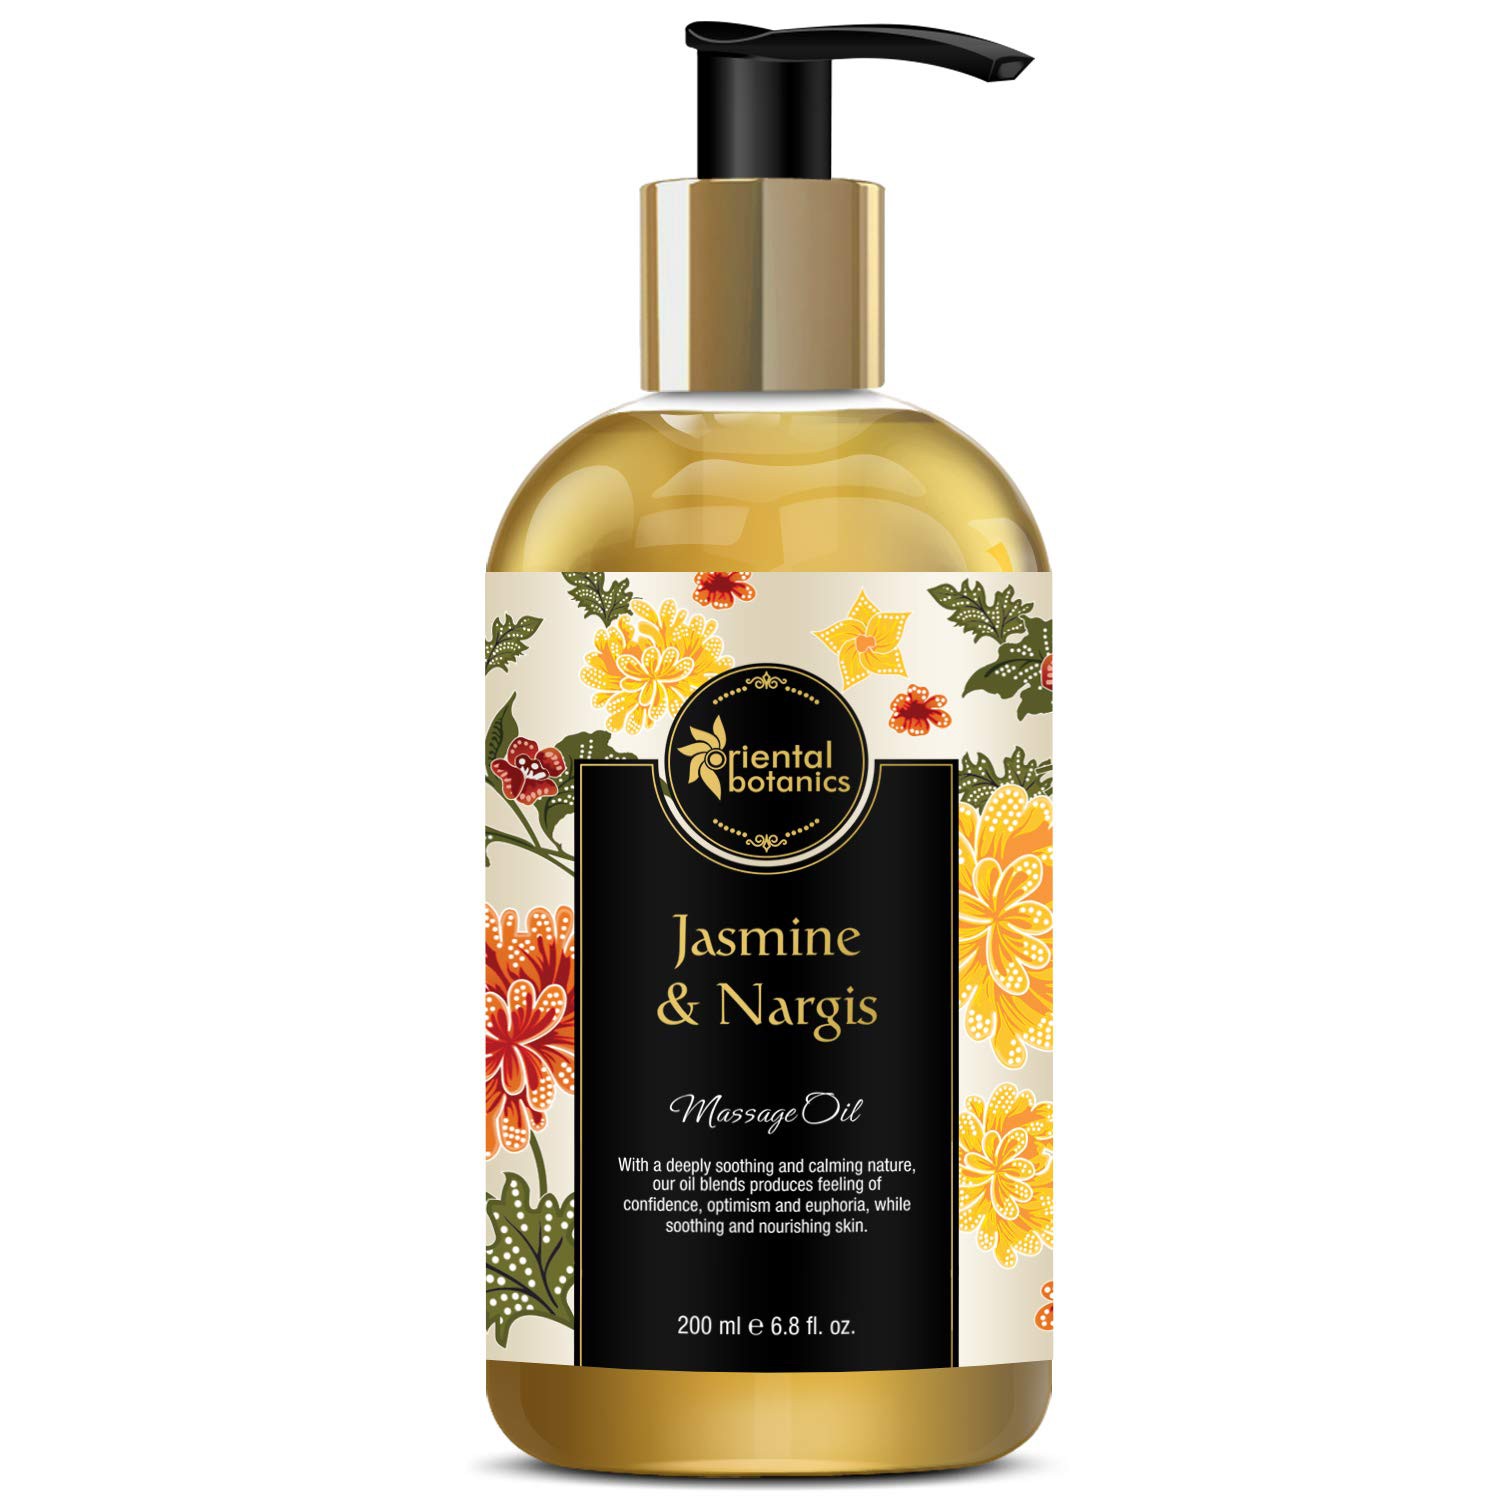 Oriental
botanics
Jasmine
& Nargis
Massage Oil
With a deeply soothing and calming nature,
our oil blends produces feeling of
confidence, optimism and euphoria, while
soothing and nourishing skin.
200 ml ℮ 6.8 fl. oz.